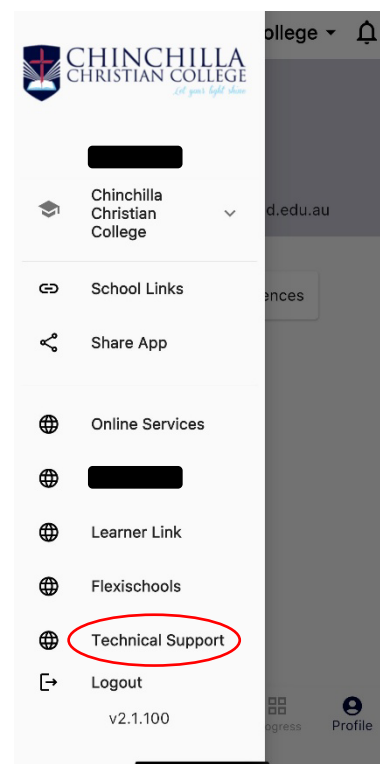 CHINCHILLA
CHRISTIAN COLLEGE
Let your light shine
ollege
Chinchilla
Christian
College
d.edu.au
School Links
ences
Share App
Online Services
Learner Link
Flexischools
Technical Support
Logout
v2.1.100
ogress
Profile